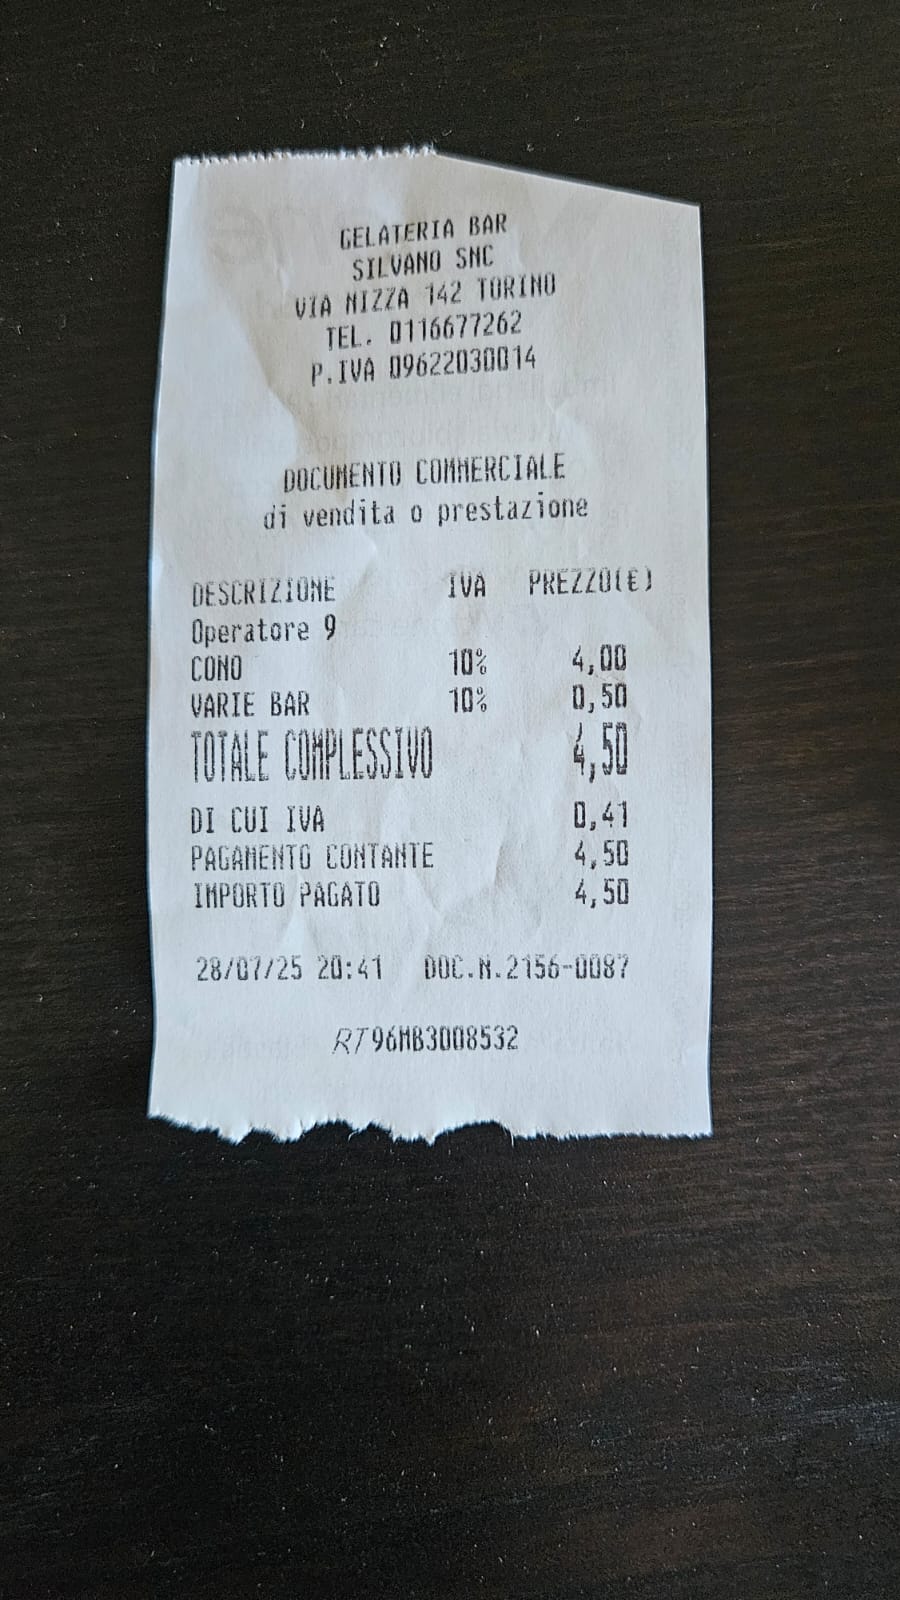 GELATERIA BAR
SILVANO SNC
VIA NIZZA 142 TORINO
TEL. 0116677262
P.IVA 09622030014
DOCUMENTO COMMERCIALE
di vendita o prestazione
DESCRIZIONE IVA PREZZO(€)
Operatore 9
CONO 10% 4,00
VARIE BAR 10% 0,50
TOTALE COMPLESSIVO 4,50
DI CUI IVA 0,41
PAGAMENTO CONTANTE 4,50
IMPORTO PAGATO 4,50
28/07/25 20:41 DOC.N.2156-0087
RT 96MB3008532